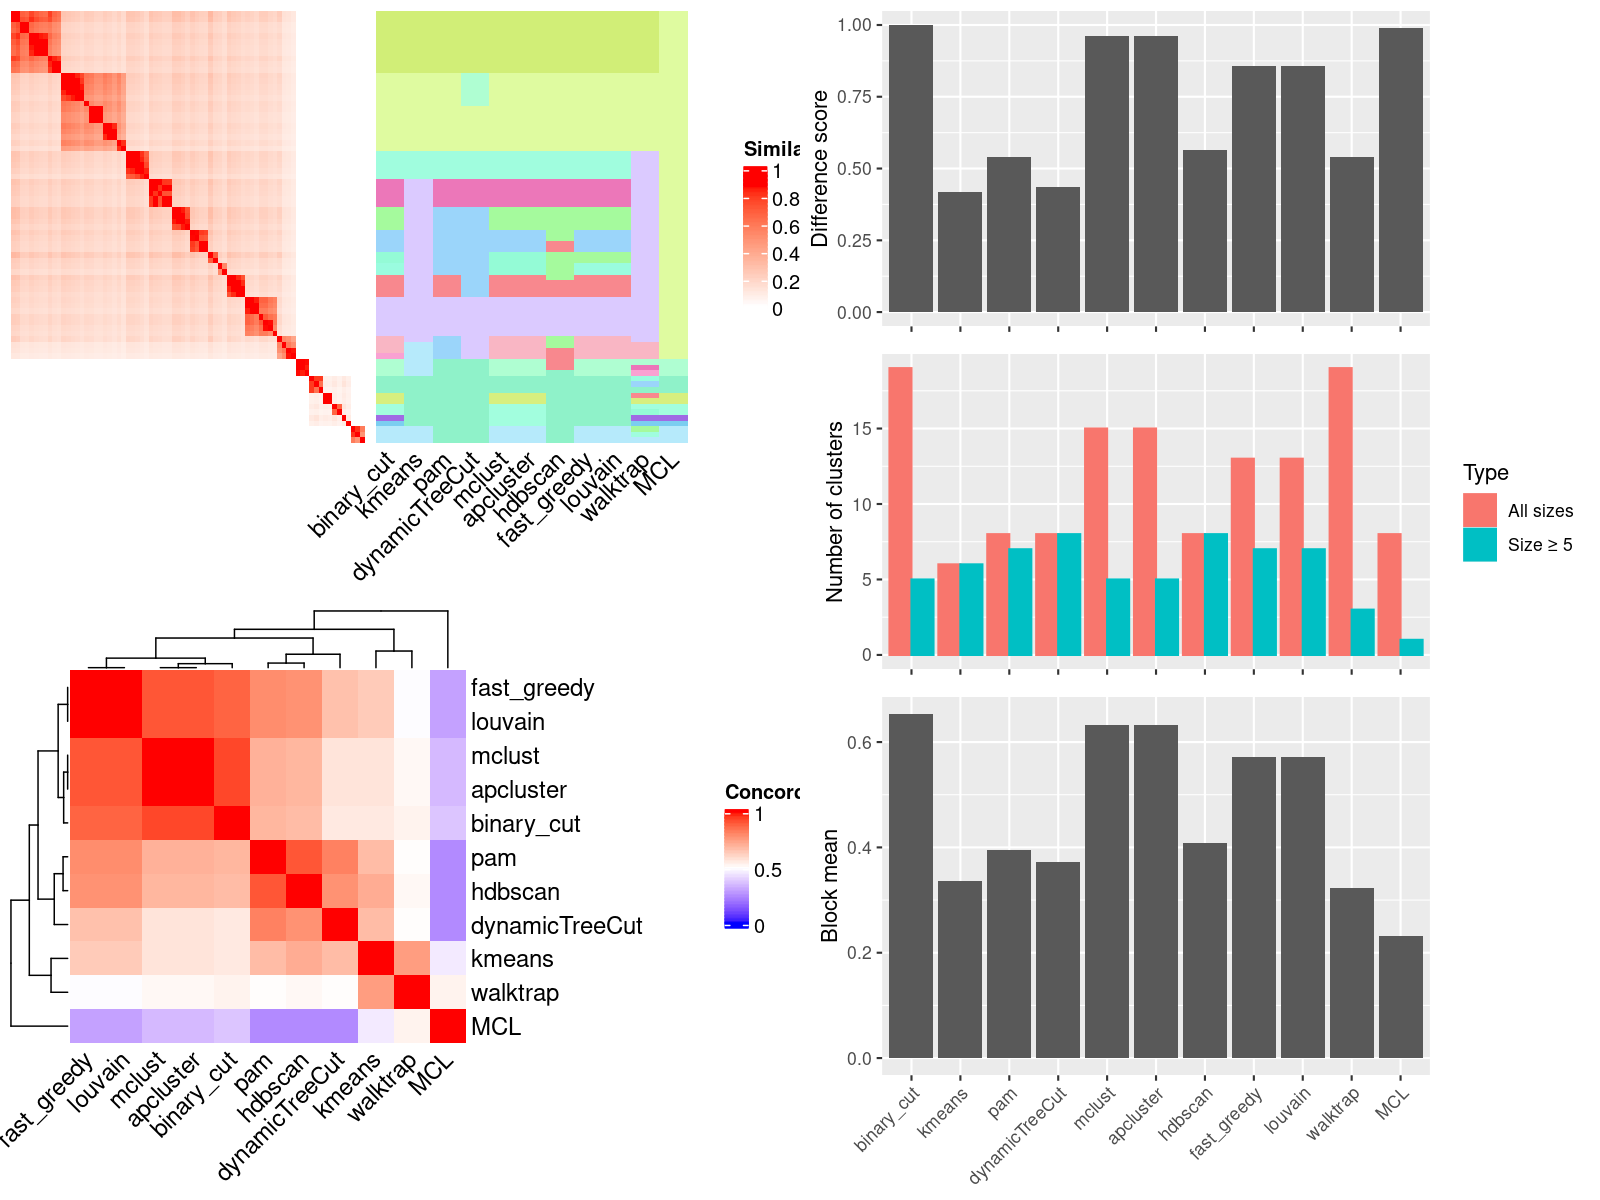 Simila
1
0.8
0.6
0.4
0.2
0
binary_cut
kmeans
pam
dynamicTreeCut
mclust
apcluster
hdbscan
fast_greedy
louvain
walktrap
MCL
fast_greedy
louvain
mclust
apcluster
binary_cut
pam
hdbscan
dynamicTreeCut
kmeans
walktrap
MCL
Concord
1
0.5
0
fast_greedy
louvain
mclust
apcluster
binary_cut
pam
hdbscan
dynamicTreeCut
kmeans
walktrap
MCL
Difference score
1.00
0.75
0.50
0.25
0.00
Number of clusters
15
10
5
0
Type
All sizes
Size ≥ 5
Block mean
0.6
0.4
0.2
0.0
binary_cut
kmeans
pam
dynamicTreeCut
mclust
apcluster
hdbscan
fast_greedy
louvain
walktrap
MCL